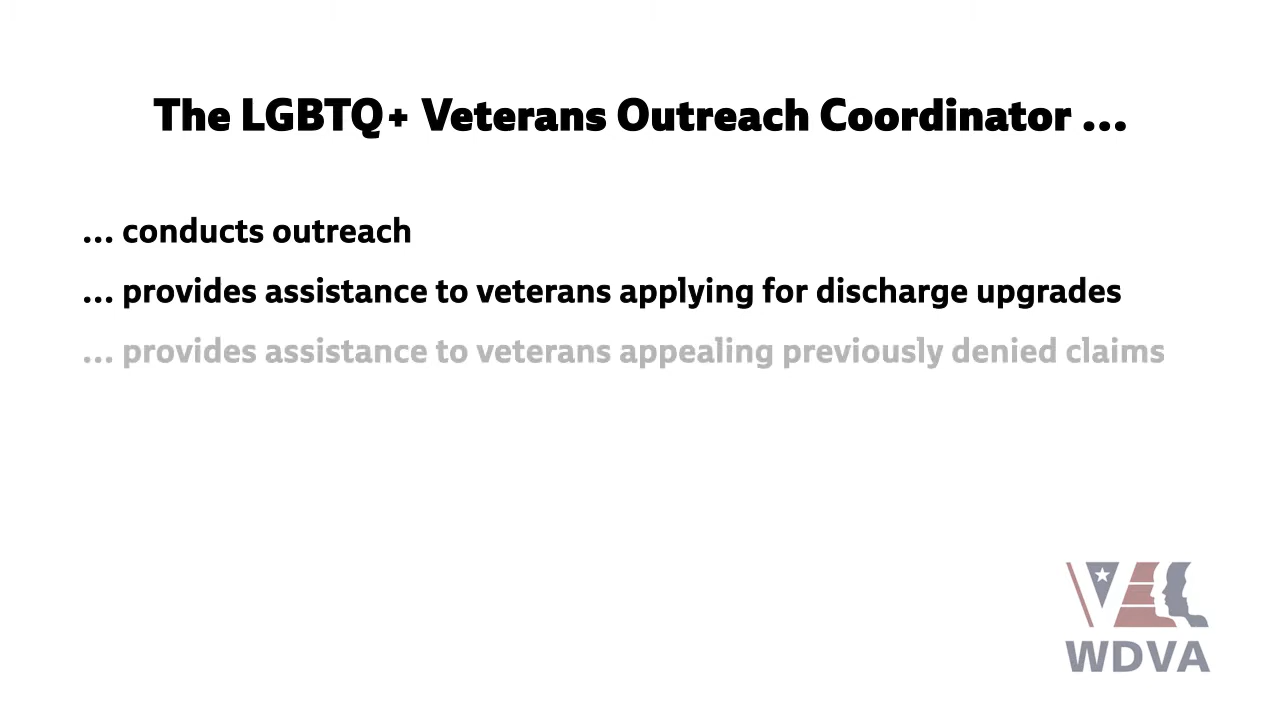 The LGBTQ+ Veterans Outreach Coordinator ...
... conducts outreach
... provides assistance to veterans applying for discharge upgrades
... provides assistance to veterans appealing previously denied claims
WDVA